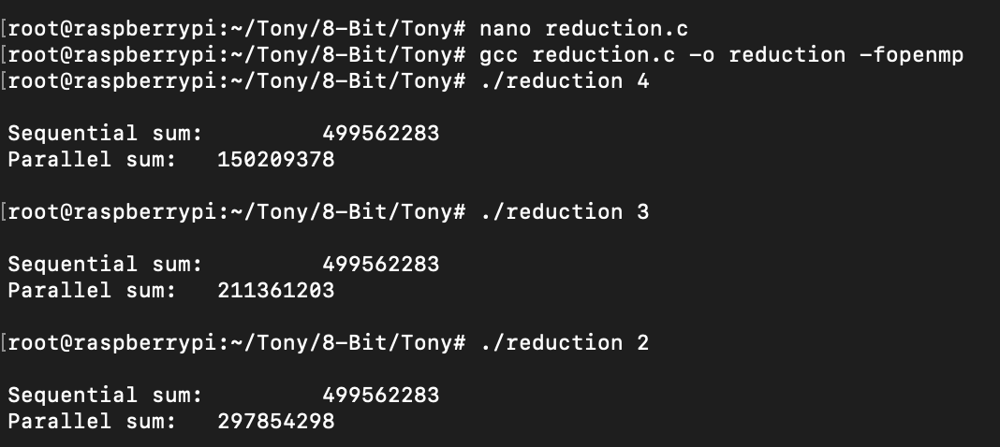 [root@raspberrypi:~/Tony/8-Bit/Tony# nano reduction.c
[root@raspberrypi:~/Tony/8-Bit/Tony# gcc reduction.c -o reduction -fopenmp
[root@raspberrypi:~/Tony/8-Bit/Tony# ./reduction 4
Sequential sum: 499562283
Parallel sum: 150209378
[root@raspberrypi:~/Tony/8-Bit/Tony# ./reduction 3
Sequential sum: 499562283
Parallel sum: 211361203
[root@raspberrypi:~/Tony/8-Bit/Tony# ./reduction 2
Sequential sum: 499562283
Parallel sum: 297854298